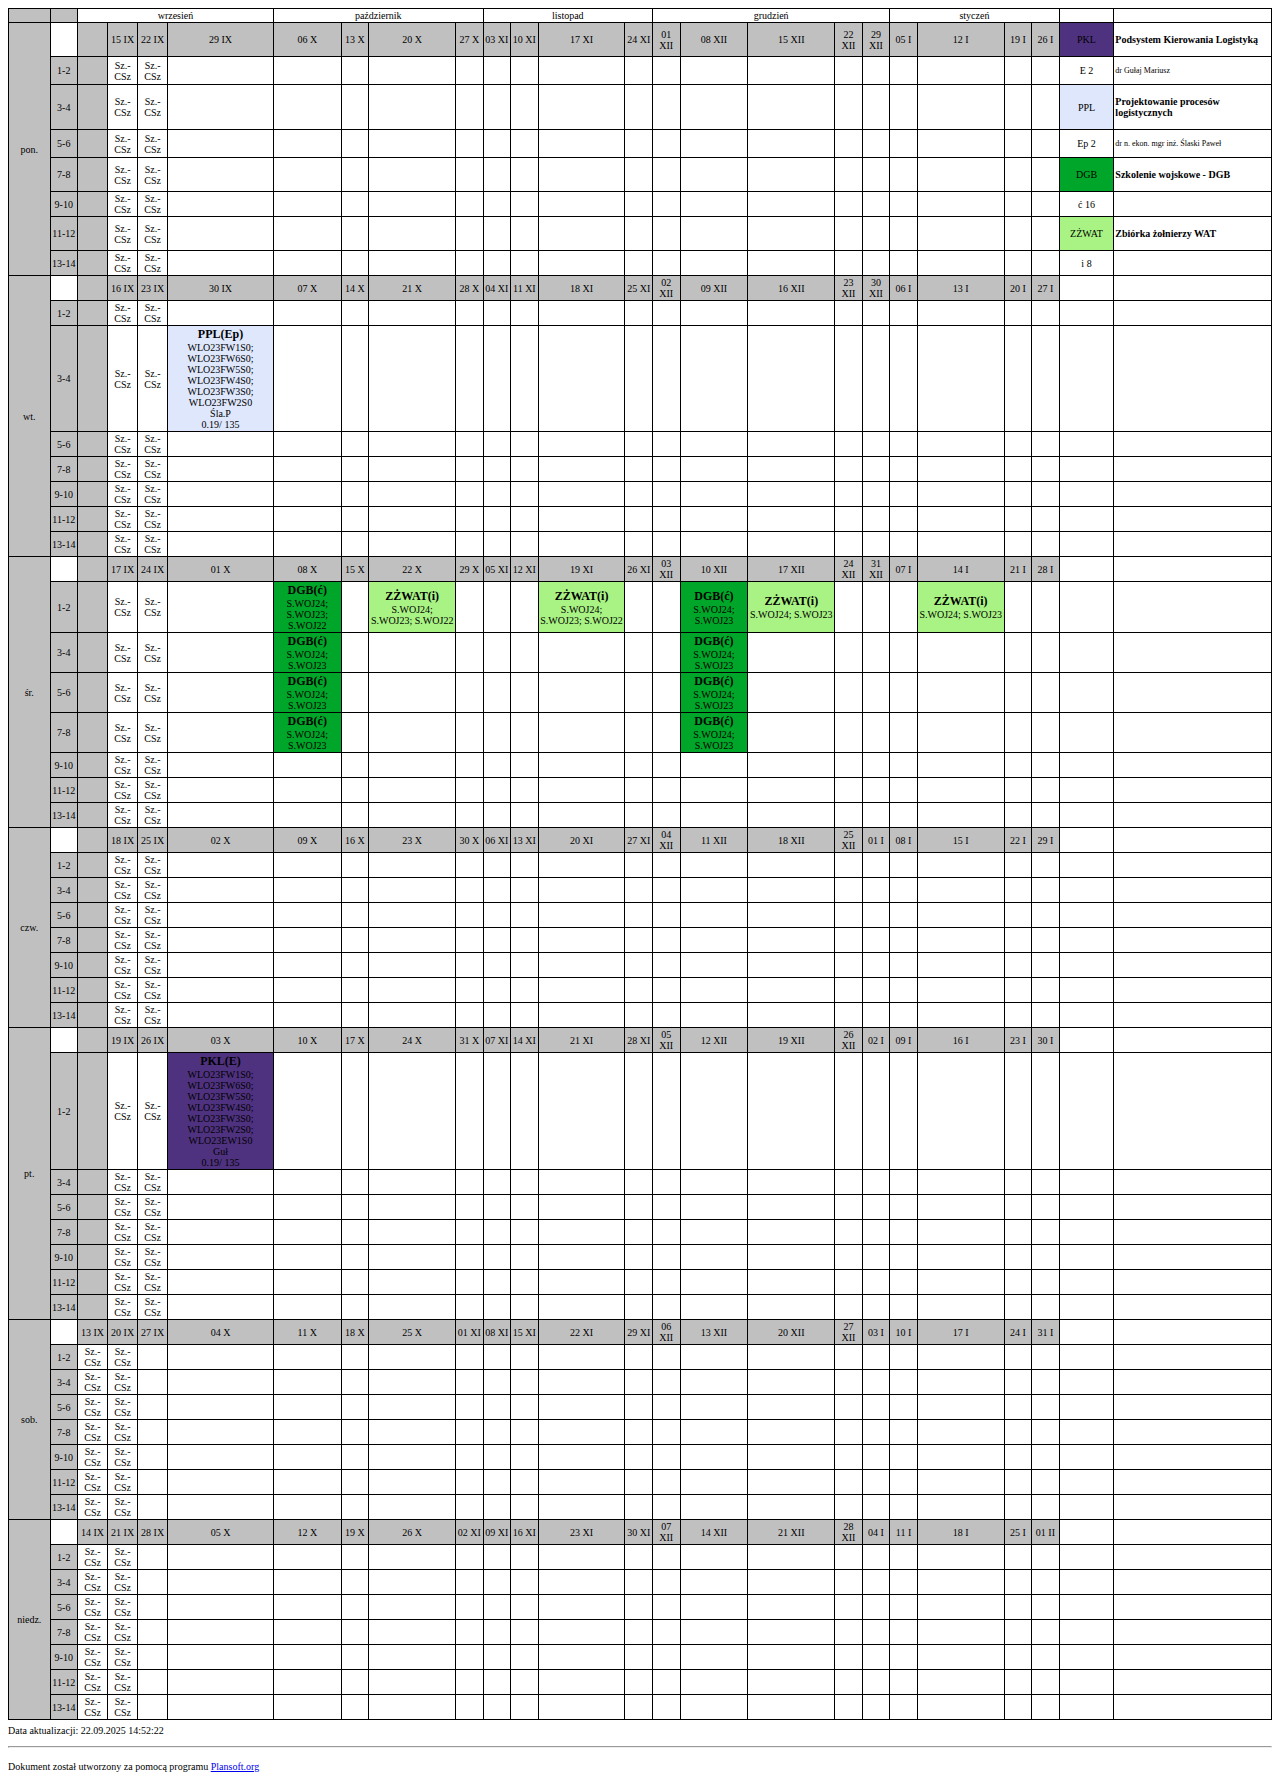 wrzesień październik listopad grudzień styczeń
pon. 15 IX 22 IX 29 IX 06 X 13 X 20 X 27 X 03 XI 10 XI 17 XI 24 XI 01 XII 08 XII 15 XII 22 XII 29 XII 05 I 12 I 19 I 26 I PKL Podsystem Kierowania Logistyką
1-2 Sz.-CSz Sz.-CSz E 2 dr Gułaj Mariusz
3-4 Sz.-CSz Sz.-CSz PPL Projektowanie procesów logistycznych
5-6 Sz.-CSz Sz.-CSz Ep 2 dr n. ekon. mgr inż. Ślaski Paweł
7-8 Sz.-CSz Sz.-CSz DGB Szkolenie wojskowe - DGB
9-10 Sz.-CSz Sz.-CSz ć 16
11-12 Sz.-CSz Sz.-CSz ZŻWAT Zbiórka żołnierzy WAT
13-14 Sz.-CSz Sz.-CSz i 8
wt. 16 IX 23 IX 30 IX 07 X 14 X 21 X 28 X 04 XI 11 XI 18 XI 25 XI 02 XII 09 XII 16 XII 23 XII 30 XII 06 I 13 I 20 I 27 I
1-2 Sz.-CSz Sz.-CSz
3-4 Sz.-CSz Sz.-CSz PPL(Ep)
WLO23FW1S0;
WLO23FW6S0;
WLO23FW5S0;
WLO23FW4S0;
WLO23FW3S0;
WLO23FW2S0
Śla.P
0.19/ 135
5-6 Sz.-CSz Sz.-CSz
7-8 Sz.-CSz Sz.-CSz
9-10 Sz.-CSz Sz.-CSz
11-12 Sz.-CSz Sz.-CSz
13-14 Sz.-CSz Sz.-CSz
śr. 17 IX 24 IX 01 X 08 X 15 X 22 X 29 X 05 XI 12 XI 19 XI 26 XI 03 XII 10 XII 17 XII 24 XII 31 XII 07 I 14 I 21 I 28 I
1-2 Sz.-CSz Sz.-CSz DGB(ć) S.WOJ24; S.WOJ23; S.WOJ22 ZŻWAT(i) S.WOJ24; S.WOJ23; S.WOJ22 ZŻWAT(i) S.WOJ24; S.WOJ23; S.WOJ22 DGB(ć) S.WOJ24; S.WOJ23 ZŻWAT(i) S.WOJ24; S.WOJ23 ZŻWAT(i) S.WOJ24; S.WOJ23
3-4 Sz.-CSz Sz.-CSz DGB(ć) S.WOJ24; S.WOJ23 DGB(ć) S.WOJ24; S.WOJ23
5-6 Sz.-CSz Sz.-CSz DGB(ć) S.WOJ24; S.WOJ23 DGB(ć) S.WOJ24; S.WOJ23
7-8 Sz.-CSz Sz.-CSz DGB(ć) S.WOJ24; S.WOJ23 DGB(ć) S.WOJ24; S.WOJ23
9-10 Sz.-CSz Sz.-CSz
11-12 Sz.-CSz Sz.-CSz
13-14 Sz.-CSz Sz.-CSz
czw. 18 IX 25 IX 02 X 09 X 16 X 23 X 30 X 06 XI 13 XI 20 XI 27 XI 04 XII 11 XII 18 XII 25 XII 01 I 08 I 15 I 22 I 29 I
1-2 Sz.-CSz Sz.-CSz
3-4 Sz.-CSz Sz.-CSz
5-6 Sz.-CSz Sz.-CSz
7-8 Sz.-CSz Sz.-CSz
9-10 Sz.-CSz Sz.-CSz
11-12 Sz.-CSz Sz.-CSz
13-14 Sz.-CSz Sz.-CSz
pt. 19 IX 26 IX 03 X 10 X 17 X 24 X 31 X 07 XI 14 XI 21 XI 28 XI 05 XII 12 XII 19 XII 26 XII 02 I 09 I 16 I 23 I 30 I
1-2 Sz.-CSz Sz.-CSz PKL(E)
WLO23FW1S0;
WLO23FW6S0;
WLO23FW5S0;
WLO23FW4S0;
WLO23FW3S0;
WLO23FW2S0;
WLO23EW1S0
Guł
0.19/ 135
3-4 Sz.-CSz Sz.-CSz
5-6 Sz.-CSz Sz.-CSz
7-8 Sz.-CSz Sz.-CSz
9-10 Sz.-CSz Sz.-CSz
11-12 Sz.-CSz Sz.-CSz
13-14 Sz.-CSz Sz.-CSz
sob. 13 IX 20 IX 27 IX 04 X 11 X 18 X 25 X 01 XI 08 XI 15 XI 22 XI 29 XI 06 XII 13 XII 20 XII 27 XII 03 I 10 I 17 I 24 I 31 I
1-2 Sz.-CSz Sz.-CSz
3-4 Sz.-CSz Sz.-CSz
5-6 Sz.-CSz Sz.-CSz
7-8 Sz.-CSz Sz.-CSz
9-10 Sz.-CSz Sz.-CSz
11-12 Sz.-CSz Sz.-CSz
13-14 Sz.-CSz Sz.-CSz
niedz. 14 IX 21 IX 28 IX 05 X 12 X 19 X 26 X 02 XI 09 XI 16 XI 23 XI 30 XI 07 XII 14 XII 21 XII 28 XII 04 I 11 I 18 I 25 I 01 II
1-2 Sz.-CSz Sz.-CSz
3-4 Sz.-CSz Sz.-CSz
5-6 Sz.-CSz Sz.-CSz
7-8 Sz.-CSz Sz.-CSz
9-10 Sz.-CSz Sz.-CSz
11-12 Sz.-CSz Sz.-CSz
13-14 Sz.-CSz Sz.-CSz
Data aktualizacji: 22.09.2025 14:52:22
Dokument został utworzony za pomocą programu Plansoft.org